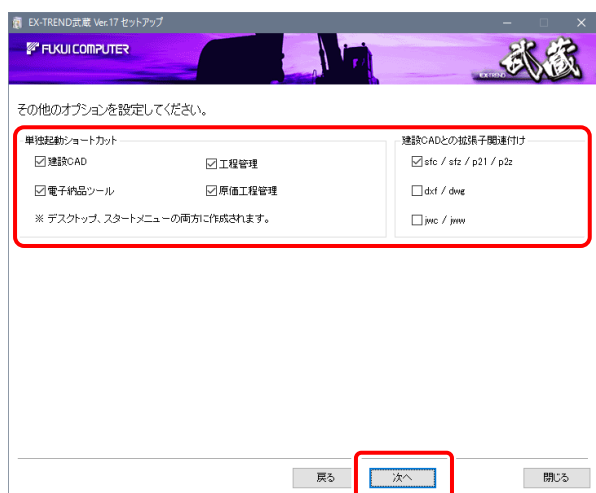 EX-TREND武蔵 Ver.17 セットアップ
FUKUI COMPUTER
EX-TREND 武蔵
その他のオプションを設定してください。
単独起動ショートカット
建設CAD
工程管理
電子納品ツール
原価工程管理
※ デスクトップ、スタートメニューの両方に作成されます。
建設CADとの拡張子関連付け
sfc / sfz / p21 / p2z
dxf / dwg
jwc / jww
戻る
次へ
閉じる